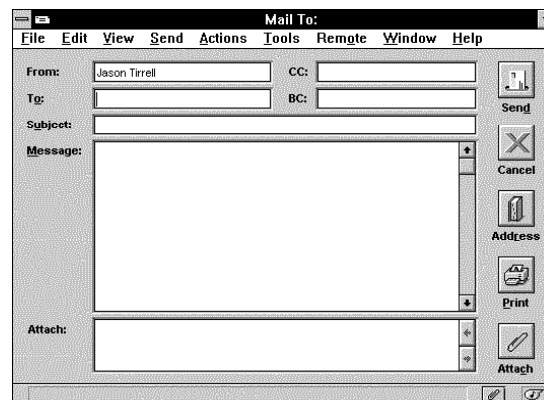 Mail To:
File Edit View Send Actions Tools Remote Window Help
From: Jason Tirrell CC:
To: BC:
Subject:
Message:
Send
Cancel
Address
Print
Attach:
Attach